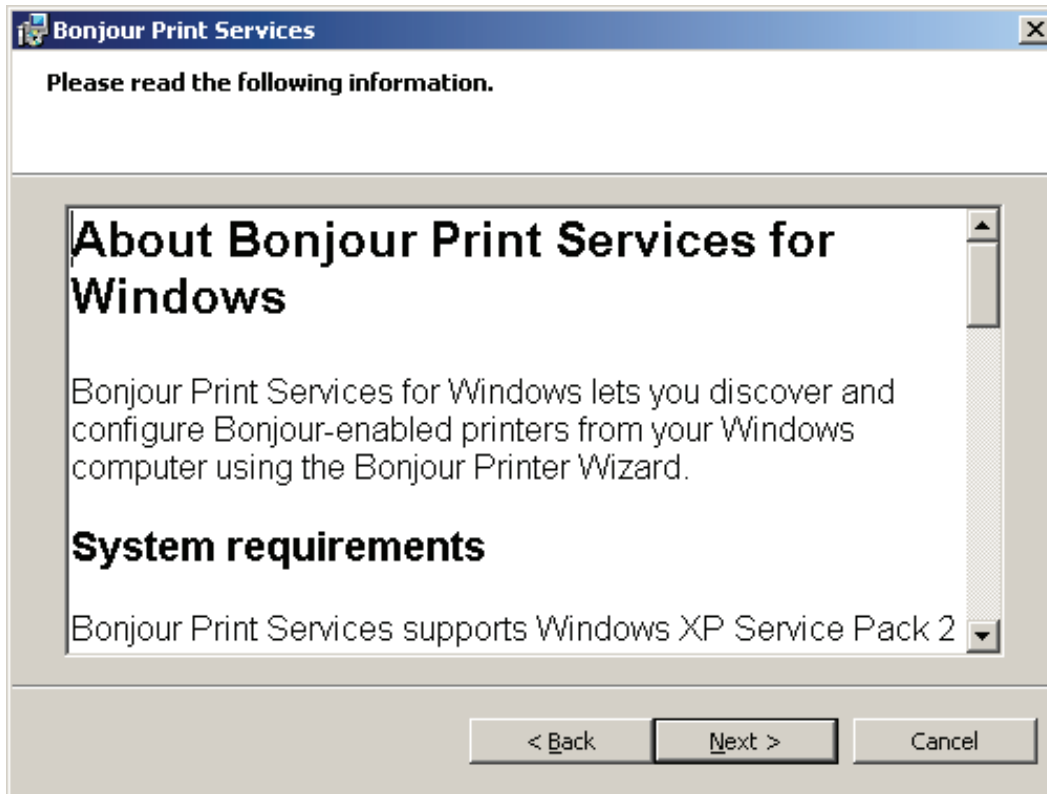 Bonjour Print Services
Please read the following information.
About Bonjour Print Services for
Windows
Bonjour Print Services for Windows lets you discover and
configure Bonjour-enabled printers from your Windows
computer using the Bonjour Printer Wizard.
System requirements
Bonjour Print Services supports Windows XP Service Pack 2
< Back
Next >
Cancel